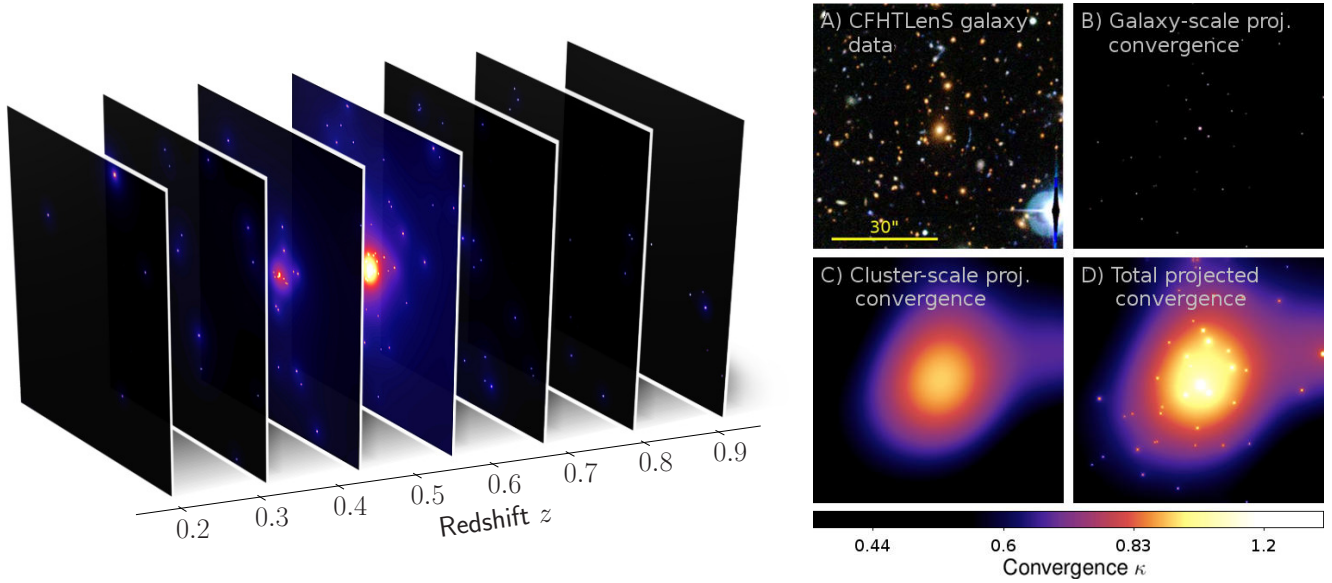 0.2
0.3
0.4
0.5
0.6
0.7
0.8
0.9
Redshift z
A) CFHTLenS galaxy
data
30"
B) Galaxy-scale proj.
convergence
C) Cluster-scale proj.
convergence
D) Total projected
convergence
0.44
0.6
0.83
1.2
Convergence κ